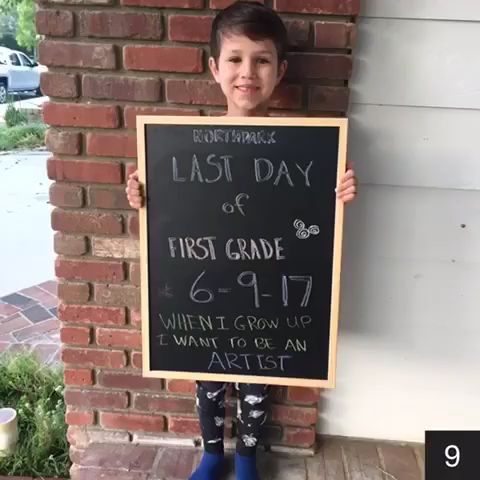 NORTHPARK
LAST DAY
of
FIRST GRADE
6-9-17
WHEN I GROW UP
I WANT TO BE AN
ARTIST
9